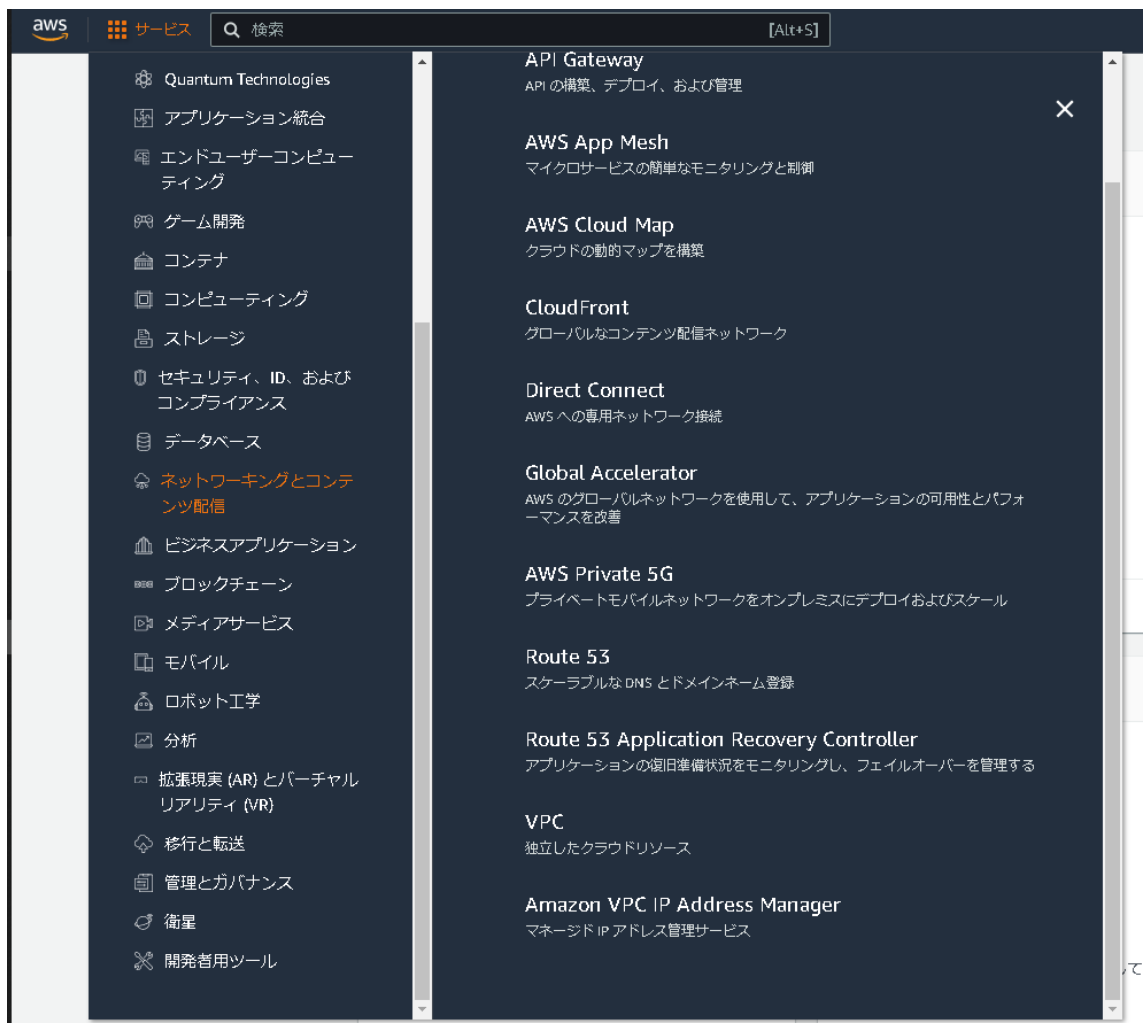 aws
サービス
検索
[Alt+S]
Quantum Technologies
アプリケーション統合
エンドユーザーコンピュー
ティング
ゲーム開発
コンテナ
コンピューティング
ストレージ
セキュリティ、ID、および
コンプライアンス
データベース
ネットワーキングとコンテ
ンツ配信
ビジネスアプリケーション
ブロックチェーン
メディアサービス
モバイル
ロボット工学
分析
拡張現実 (AR) とバーチャル
リアリティ (VR)
移行と転送
管理とガバナンス
衛星
開発者用ツール
API Gateway
API の構築、デプロイ、および管理
AWS App Mesh
マイクロサービスの簡単なモニタリングと制御
AWS Cloud Map
クラウドの動的マップを構築
CloudFront
グローバルなコンテンツ配信ネットワーク
Direct Connect
AWS への専用ネットワーク接続
Global Accelerator
AWS のグローバルネットワークを使用して、アプリケーションの可用性とパフォ
ーマンスを改善
AWS Private 5G
プライベートモバイルネットワークをオンプレミスにデプロイおよびスケール
Route 53
スケーラブルな DNS とドメインネーム登録
Route 53 Application Recovery Controller
アプリケーションの復旧準備状況をモニタリングし、フェイルオーバーを管理する
VPC
独立したクラウドリソース
Amazon VPC IP Address Manager
マネージド IP アドレス管理サービス